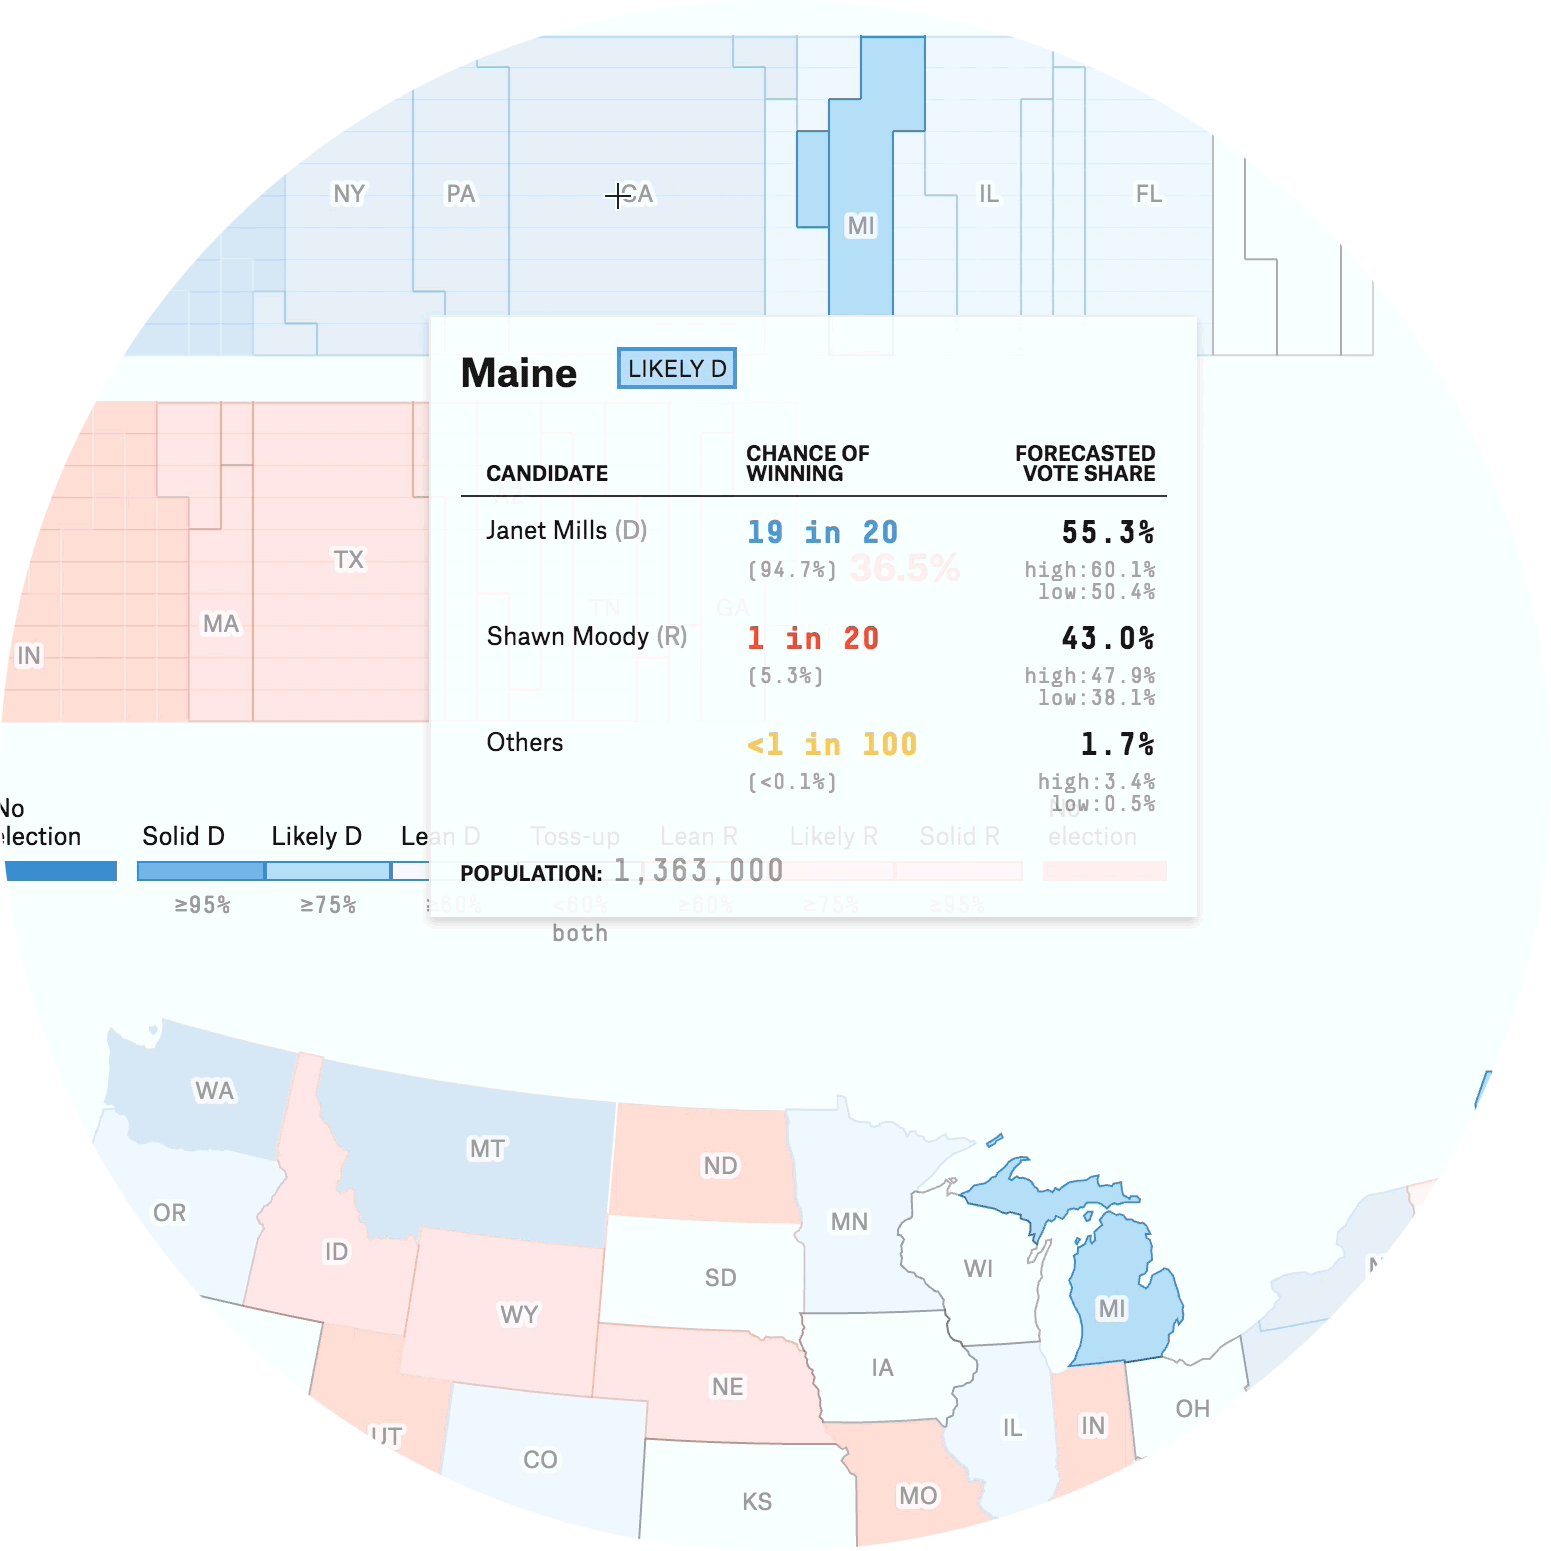 NY PA CA IL FL
MI
Maine LIKELY D
CANDIDATE CHANCE OF WINNING FORECASTED VOTE SHARE
Janet Mills (D) 19 in 20 55.3%
(94.7%) 36.5% high:60.1%
low:50.4%
TX
TN GA
MA
Shawn Moody (R) 1 in 20 43.0%
IN
(5.3%) high:47.9%
low:38.1%
Others <1 in 100 1.7%
(<0.1%) high:3.4%
low:0.5%
No No
election Solid D Likely D Lean D Toss-up Lean R Likely R Solid R election
POPULATION: 1,363,000
≥95% ≥75% ≥60% <60% ≥60% ≥75% ≥95%
both
WA
MT
ND
OR
MN
ID
WI
SD
MI
WY
IA
NE
OH
IL IN
UT
CO
MO
KS